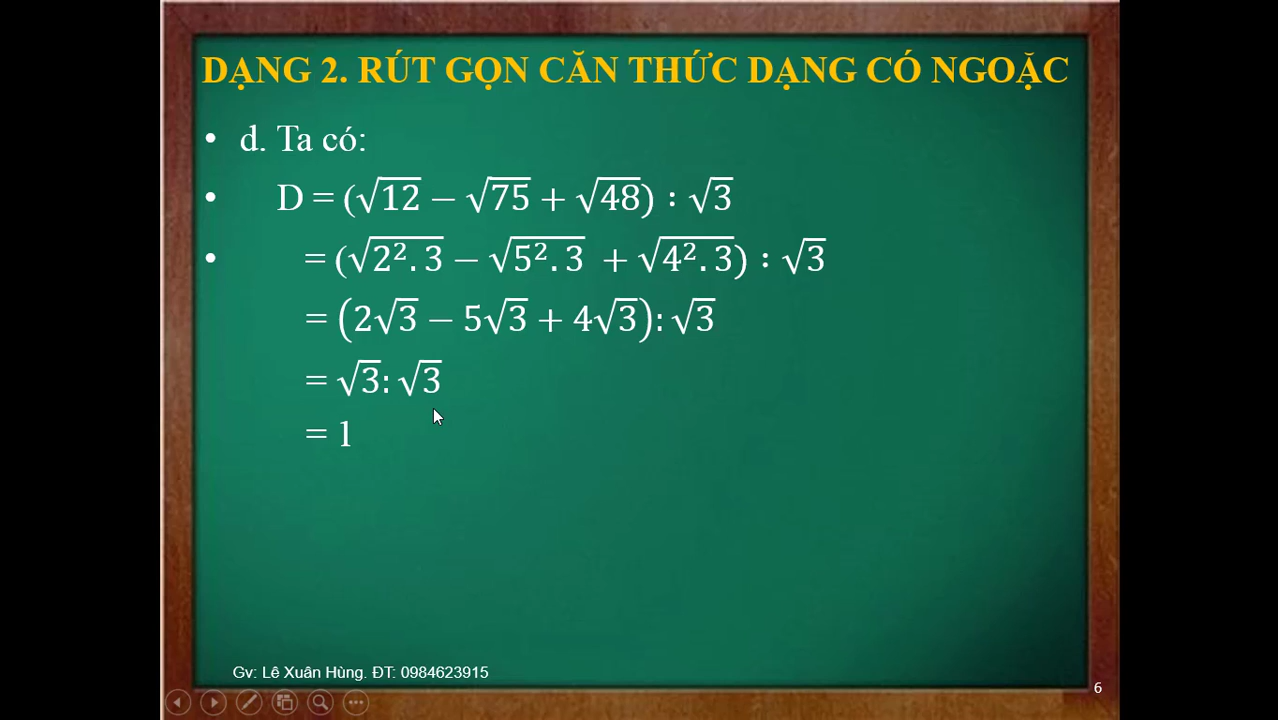 DẠNG 2. RÚT GỌN CĂN THỨC DẠNG CÓ NGOẶC
• d. Ta có:
• D = (√12 − √75 + √48) : √3
• = (√2².3 − √5².3 + √4².3) : √3
= (2√3 − 5√3 + 4√3): √3
= √3: √3
= 1
Gv: Lê Xuân Hùng. ĐT: 0984623915
6